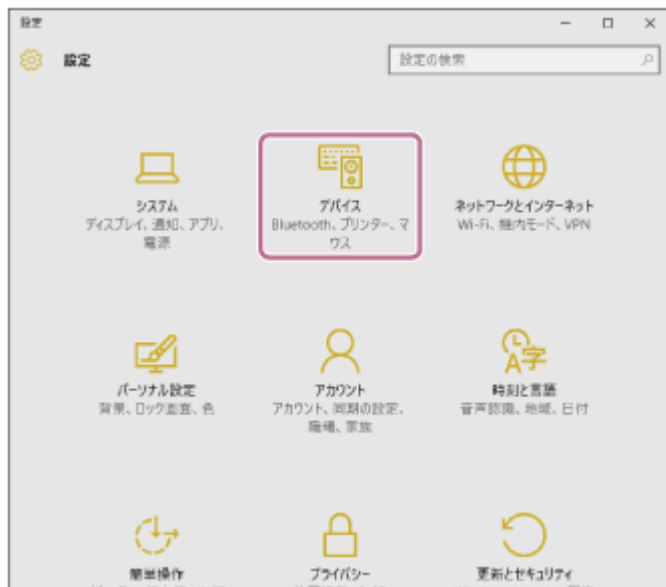 設定
設定
設定の検索
システム
ディスプレイ、通知、アプリ、
電源
デバイス
Bluetooth、プリンター、マ
ウス
ネットワークとインターネット
Wi-Fi、機内モード、VPN
パーソナル設定
背景、ロック画面、色
アカウント
アカウント、同期の設定、
職場、家族
時刻と言語
音声認識、地域、日付
簡単操作
プライバシー
更新とセキュリティ